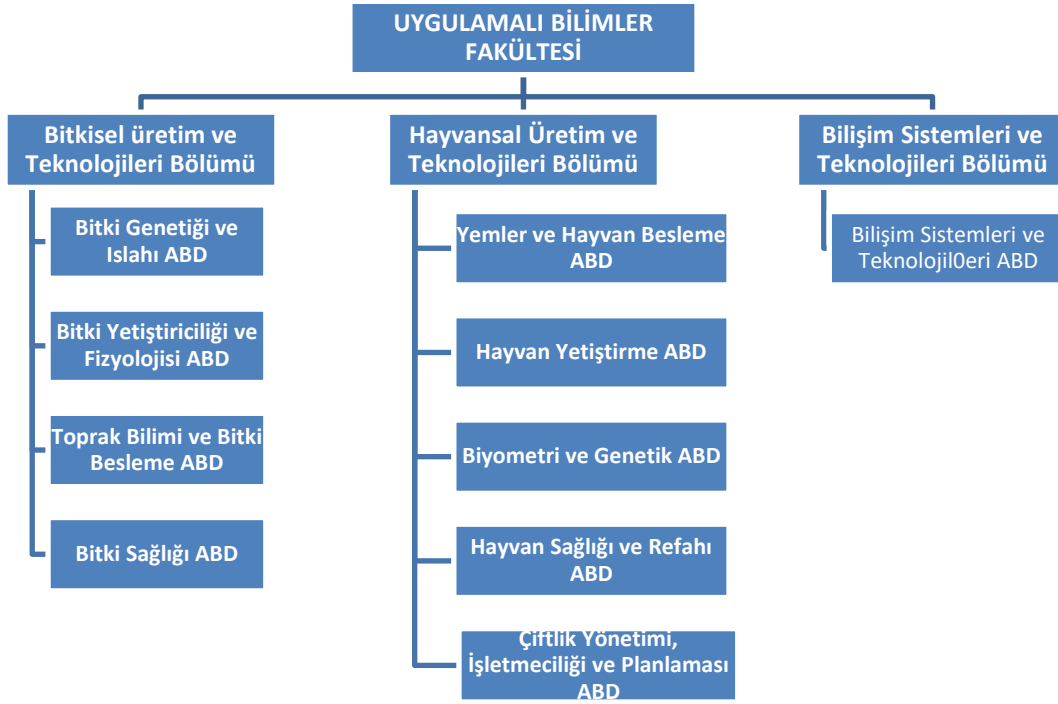 UYGULAMALI BİLİMLER
FAKÜLTESİ
Bitkisel üretim ve
Teknolojileri Bölümü
Bitki Genetiği ve
Islahı ABD
Bitki Yetiştiriciliği ve
Fizyolojisi ABD
Toprak Bilimi ve Bitki
Besleme ABD
Bitki Sağlığı ABD
Hayvansal Üretim ve
Teknolojileri Bölümü
Yemler ve Hayvan Besleme
ABD
Hayvan Yetiştirme ABD
Biyometri ve Genetik ABD
Hayvan Sağlığı ve Refahı
ABD
Çiftlik Yönetimi,
İşletmeciliği ve Planlaması
ABD
Bilişim Sistemleri ve
Teknolojileri Bölümü
Bilişim Sistemleri ve
Teknolojil0eri ABD